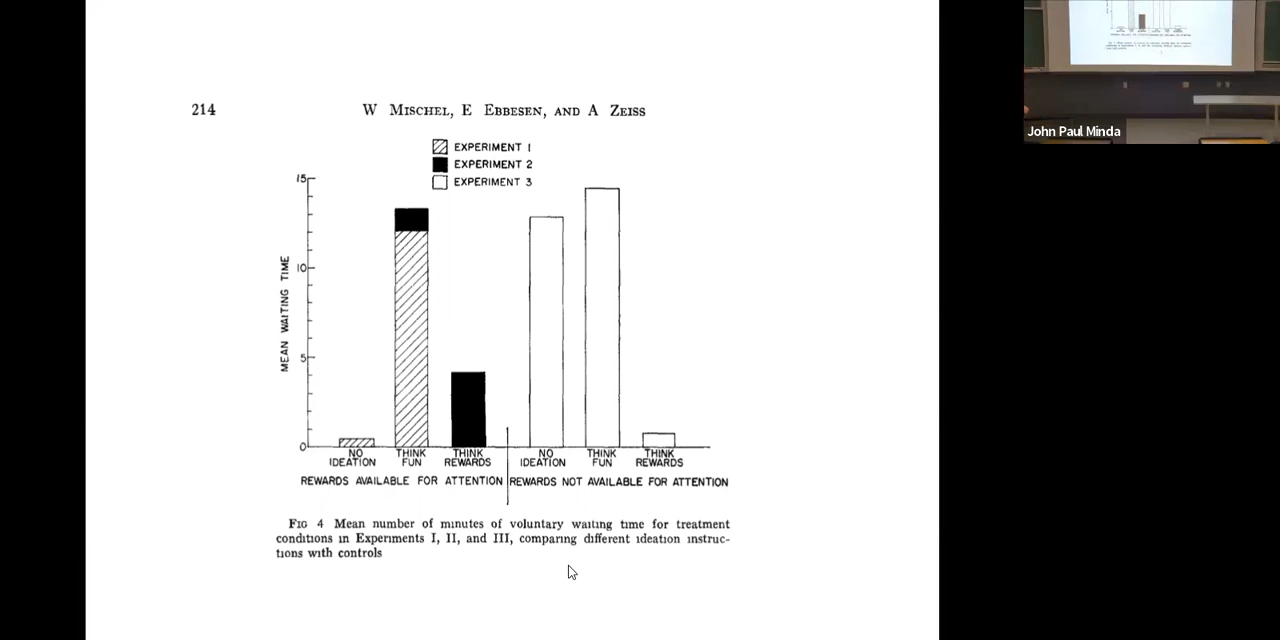 214 W MISCHEL, E EBBESEN, AND A ZEISS
EXPERIMENT 1
EXPERIMENT 2
EXPERIMENT 3
MEAN WAITING TIME
15
10
5
0
NO IDEATION
THINK FUN
THINK REWARDS
NO IDEATION
THINK FUN
THINK REWARDS
REWARDS AVAILABLE FOR ATTENTION
REWARDS NOT AVAILABLE FOR ATTENTION
FIG 4 Mean number of minutes of voluntary waiting time for treatment
conditions in Experiments I, II, and III, comparing different ideation instruc-
tions with controls
John Paul Minda